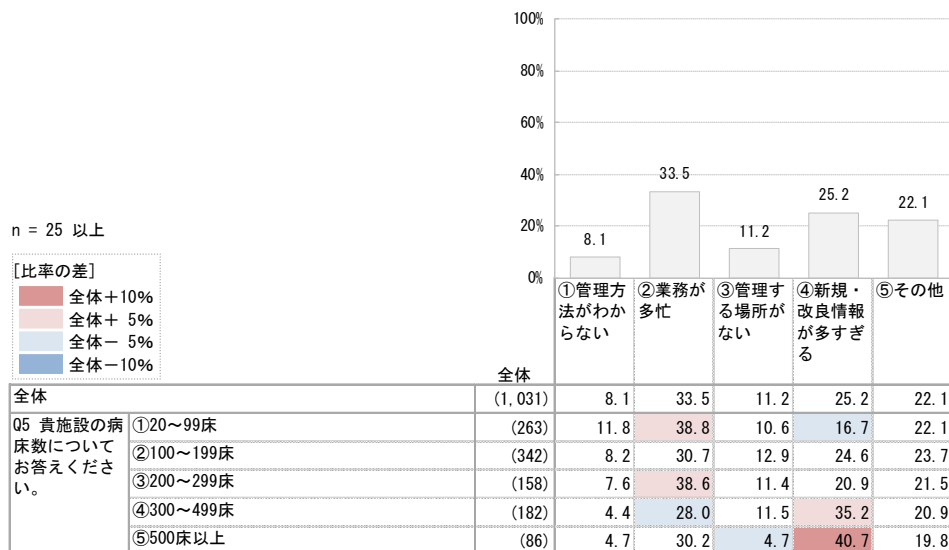 100%
80%
60%
40%
20%
0%
8.1
33.5
11.2
25.2
22.1
n = 25 以上
[比率の差]
全体＋10%
全体＋ 5%
全体－ 5%
全体－10%
全体
①管理方
法がわか
らない
②業務が
多忙
③管理す
る場所が
ない
④新規・
改良情報
が多すぎ
る
⑤その他
全体 (1,031) 8.1 33.5 11.2 25.2 22.1
Q5 貴施設の病
床数について
お答えくださ
い。
①20～99床 (263) 11.8 38.8 10.6 16.7 22.1
②100～199床 (342) 8.2 30.7 12.9 24.6 23.7
③200～299床 (158) 7.6 38.6 11.4 20.9 21.5
④300～499床 (182) 4.4 28.0 11.5 35.2 20.9
⑤500床以上 (86) 4.7 30.2 4.7 40.7 19.8